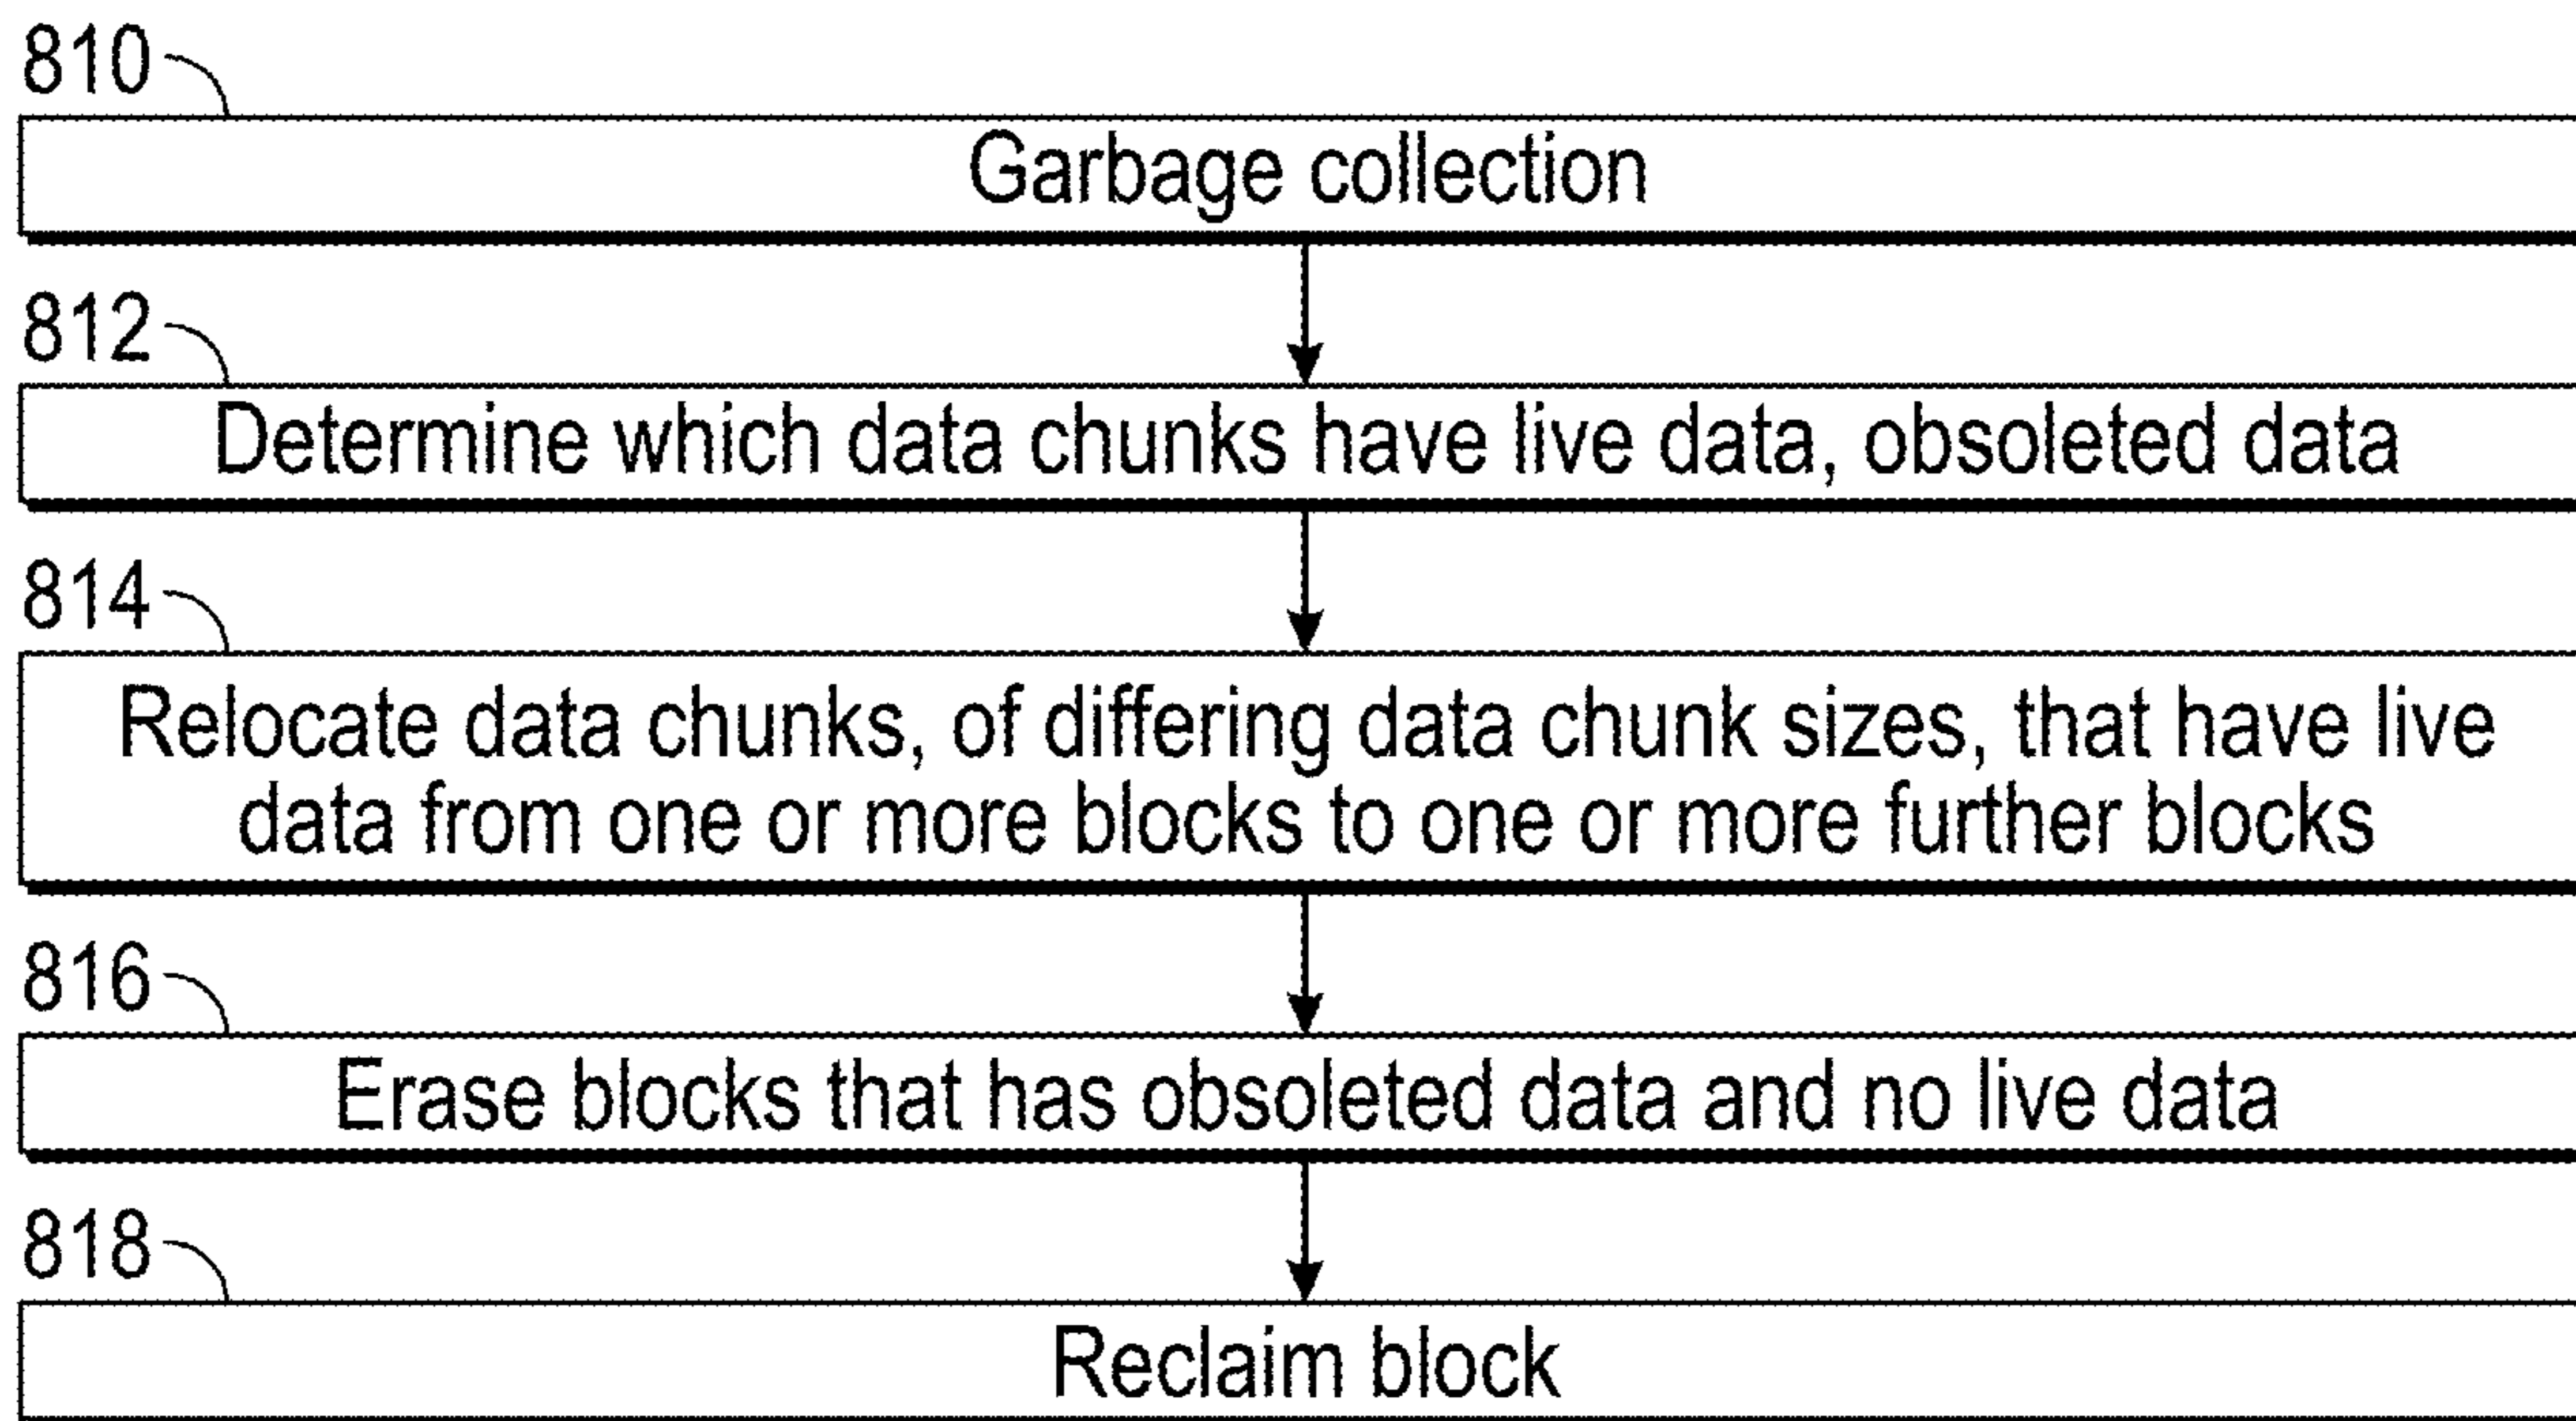 810
Garbage collection
812
Determine which data chunks have live data, obsoleted data
814
Relocate data chunks, of differing data chunk sizes, that have live
data from one or more blocks to one or more further blocks
816
Erase blocks that has obsoleted data and no live data
818
Reclaim block